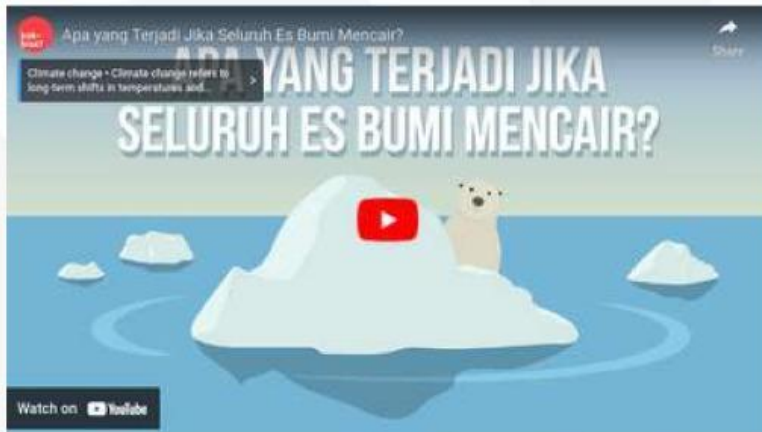 Apa yang Terjadi Jika Seluruh Es Bumi Mencair?
Share
Climate change • Climate change refers to
long-term shifts in temperatures and...
APA YANG TERJADI JIKA
SELURUH ES BUMI MENCAIR?
Watch on YouTube